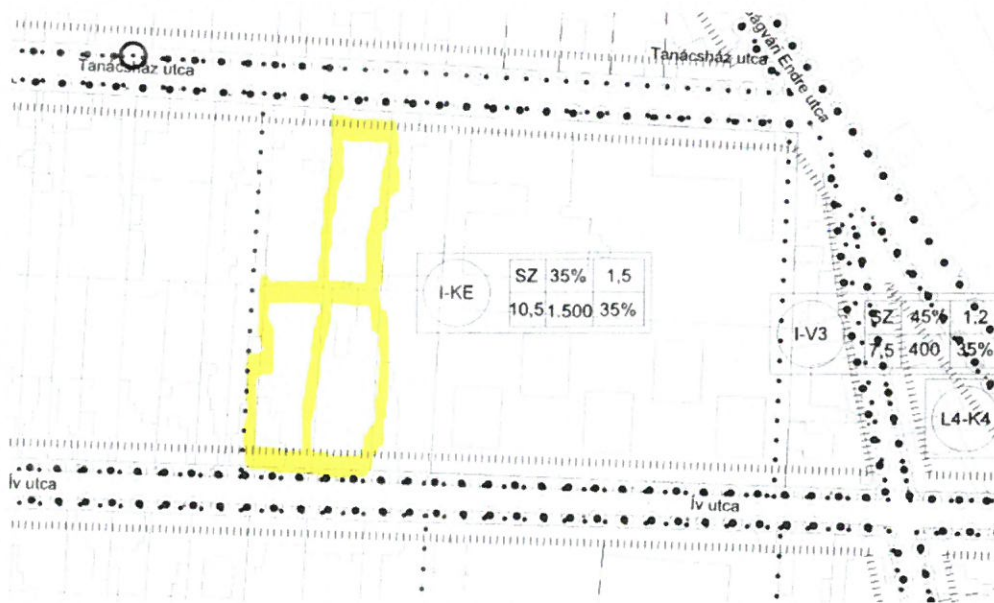 Tanácsház utca
Tanácsház utca
Ságvári Endre utca
I-KE
SZ 35% 1,5
10,5 1.500 35%
I-V3
SZ 45% 1,2
7,5 400 35%
L4-K4
Ív utca
Ív utca